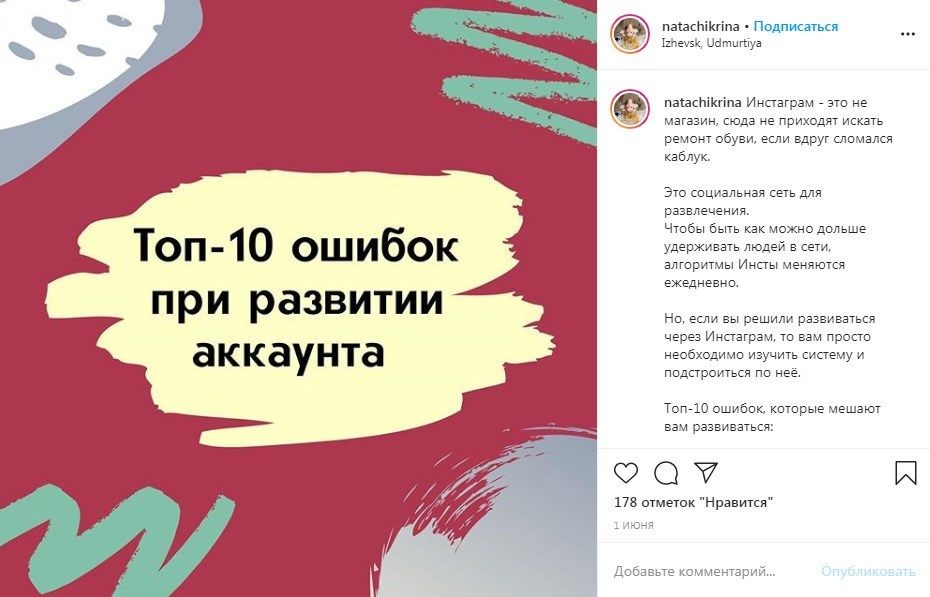 Топ-10 ошибок
при развитии
аккаунта
natachikrina • Подписаться
Izhevsk, Udmurtiya
natachikrina Инстаграм - это не
магазин, сюда не приходят искать
ремонт обуви, если вдруг сломался
каблук.
Это социальная сеть для
развлечения.
Чтобы быть как можно дольше
удерживать людей в сети,
алгоритмы Инсты меняются
ежедневно.
Но, если вы решили развиваться
через Инстаграм, то вам просто
необходимо изучить систему и
подстроиться по неё.
Топ-10 ошибок, которые мешают
вам развиваться:
178 отметок "Нравится"
1 ИЮНЯ
Добавьте комментарий... Опубликовать